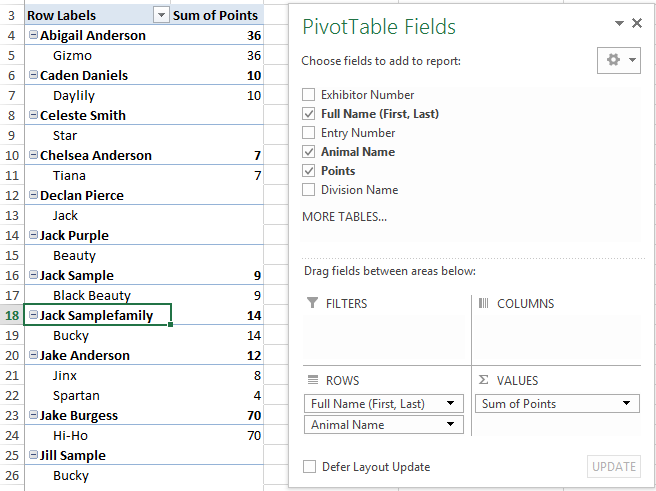 3 Row Labels Sum of Points
4 Abigail Anderson 36
5 Gizmo 36
6 Caden Daniels 10
7 Daylily 10
8 Celeste Smith
9 Star
10 Chelsea Anderson 7
11 Tiana 7
12 Declan Pierce
13 Jack
14 Jack Purple
15 Beauty
16 Jack Sample 9
17 Black Beauty 9
18 Jack Samplefamily 14
19 Bucky 14
20 Jake Anderson 12
21 Jinx 8
22 Spartan 4
23 Jake Burgess 70
24 Hi-Ho 70
25 Jill Sample
26 Bucky
PivotTable Fields
Choose fields to add to report:
Exhibitor Number
Full Name (First, Last)
Entry Number
Animal Name
Points
Division Name
MORE TABLES...
Drag fields between areas below:
FILTERS
COLUMNS
ROWS
Full Name (First, Last)
Animal Name
Σ VALUES
Sum of Points
Defer Layout Update
UPDATE